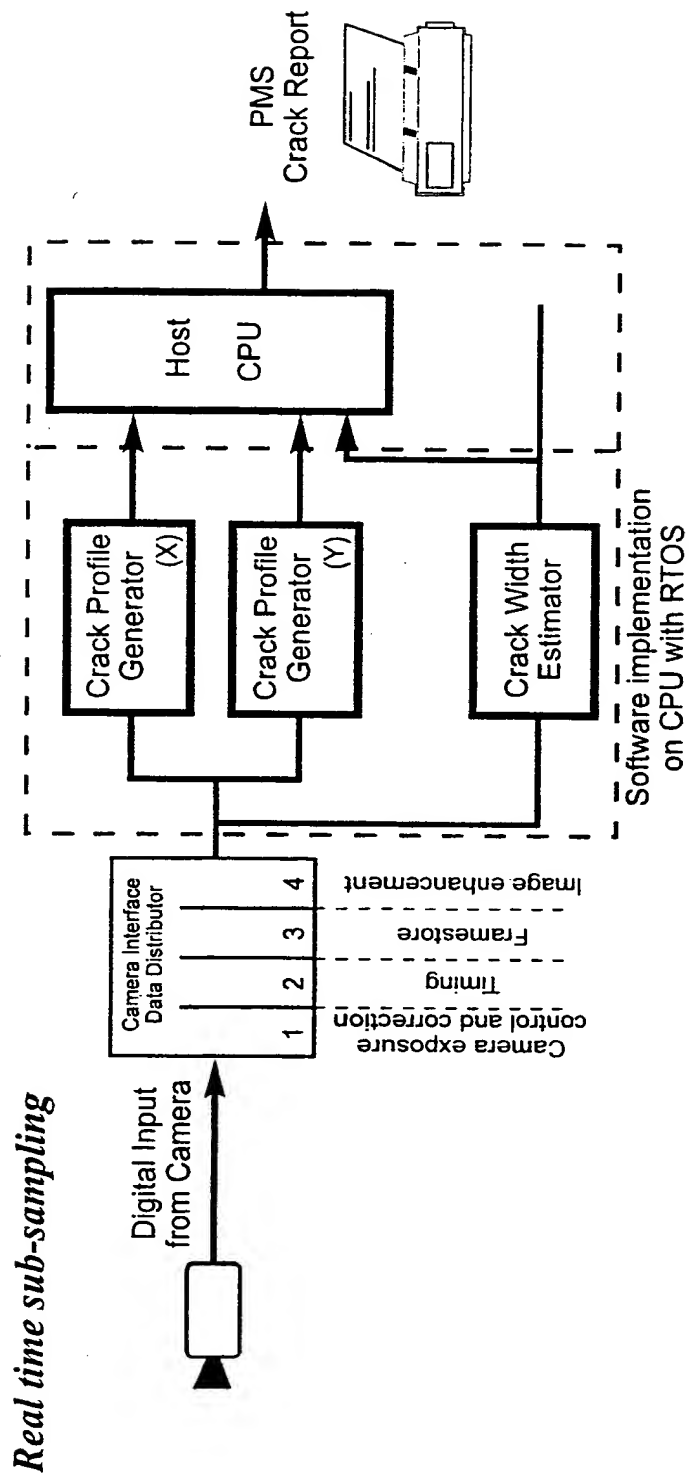 Real time sub-sampling
Digital Input
from Camera
Camera Interface
Data Distributor
1 2 3 4
Camera exposure
control and correction
Timing
Framestore
Image enhancement
Crack Profile
Generator
(X)
Crack Profile
Generator
(Y)
Crack Width
Estimator
Software implementation
on CPU with RTOS
Host
CPU
PMS
Crack Report